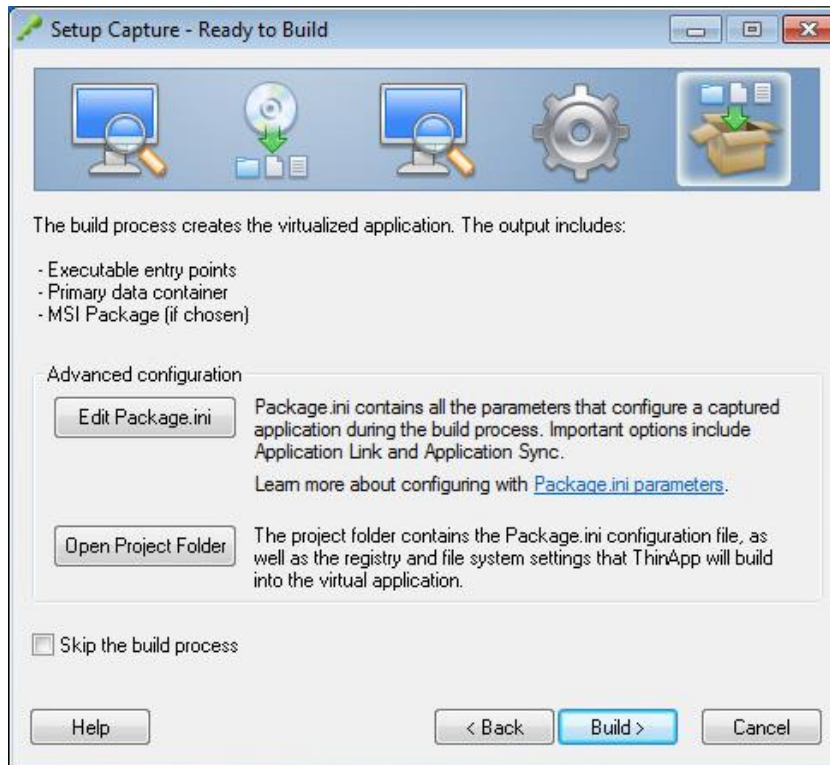 Setup Capture - Ready to Build
The build process creates the virtualized application. The output includes:
- Executable entry points
- Primary data container
- MSI Package (if chosen)
Advanced configuration
Edit Package.ini
Package.ini contains all the parameters that configure a captured
application during the build process. Important options include
Application Link and Application Sync.
Learn more about configuring with Package.ini parameters.
Open Project Folder
The project folder contains the Package.ini configuration file, as
well as the registry and file system settings that ThinApp will build
into the virtual application.
Skip the build process
Help
< Back
Build >
Cancel